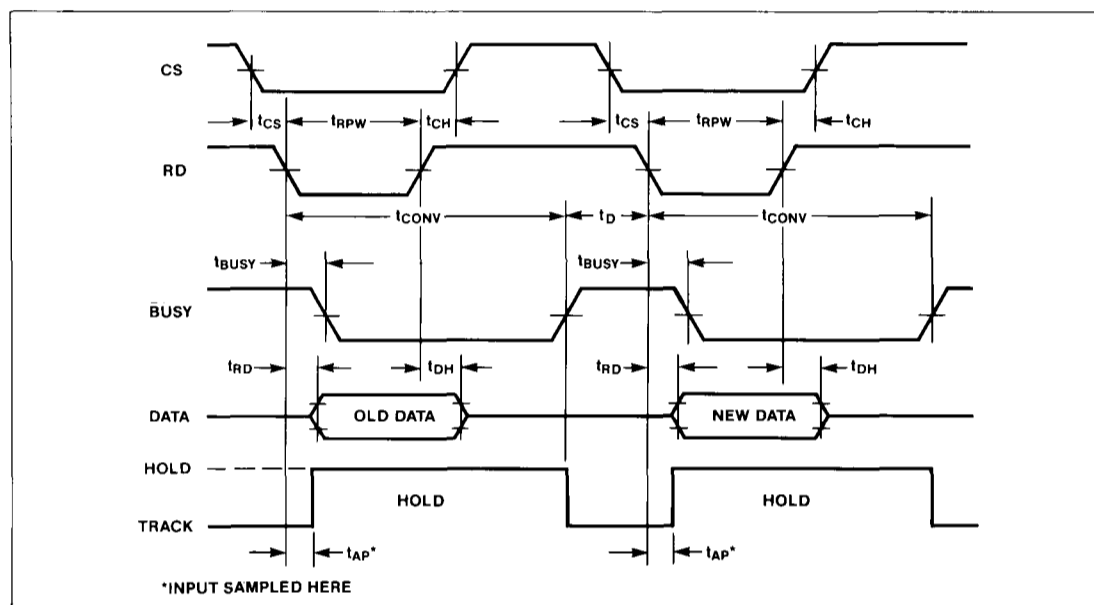 CS
tCS tRPW tCH tCS tRPW tCH
RD
tCONV tD tCONV
tBUSY tBUSY
BUSY
tRD tDH tRD tDH
DATA OLD DATA NEW DATA
HOLD
HOLD HOLD
TRACK
tAP* tAP*
*INPUT SAMPLED HERE